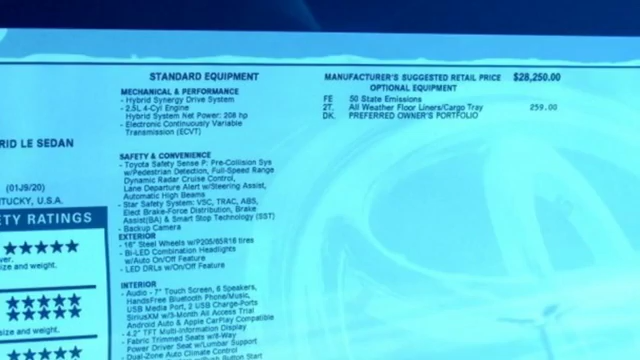 STANDARD EQUIPMENT
MANUFACTURER'S SUGGESTED RETAIL PRICE $28,250.00
OPTIONAL EQUIPMENT
FE 50 State Emissions
2T. All Weather Floor Liners/Cargo Tray 259.00
DK. PREFERRED OWNER'S PORTFOLIO
MECHANICAL & PERFORMANCE
- Hybrid Synergy Drive System
- 2.5L 4-Cyl Engine
Hybrid System Net Power: 208 hp
- Electronic Continuously Variable
Transmission (ECVT)
RID LE SEDAN
(01J9/20)
TUCKY, U.S.A.
ETY RATINGS
ver.
size and weight.
size and weight.
SAFETY & CONVENIENCE
- Toyota Safety Sense P: Pre-Collision Sys
w/Pedestrian Detection, Full-Speed Range
Dynamic Radar Cruise Control,
Lane Departure Alert w/Steering Assist,
Automatic High Beams
- Star Safety System: VSC, TRAC, ABS,
Elect Brake-Force Distribution, Brake
Assist(BA) & Smart Stop Technology (SST)
- Backup Camera
EXTERIOR
- 16" Steel Wheels w/P205/65R16 tires
- Bi-LED Combination Headlights
w/Auto On/Off Feature
- LED DRLs w/On/Off Feature
INTERIOR
- Audio - 7" Touch Screen, 6 Speakers,
HandsFree Bluetooth Phone/Music,
USB Media Port, 2 USB Charge-Ports
SiriusXM w/3-Month All Access Trial
Android Auto & Apple CarPlay Compatible
- 4.2" TFT Multi-Information Display
- Fabric Trimmed Seats w/6-Way
Power Driver Seat w/Lumbar Support
- Dual-Zone Auto Climate Control
w/Push Button Start